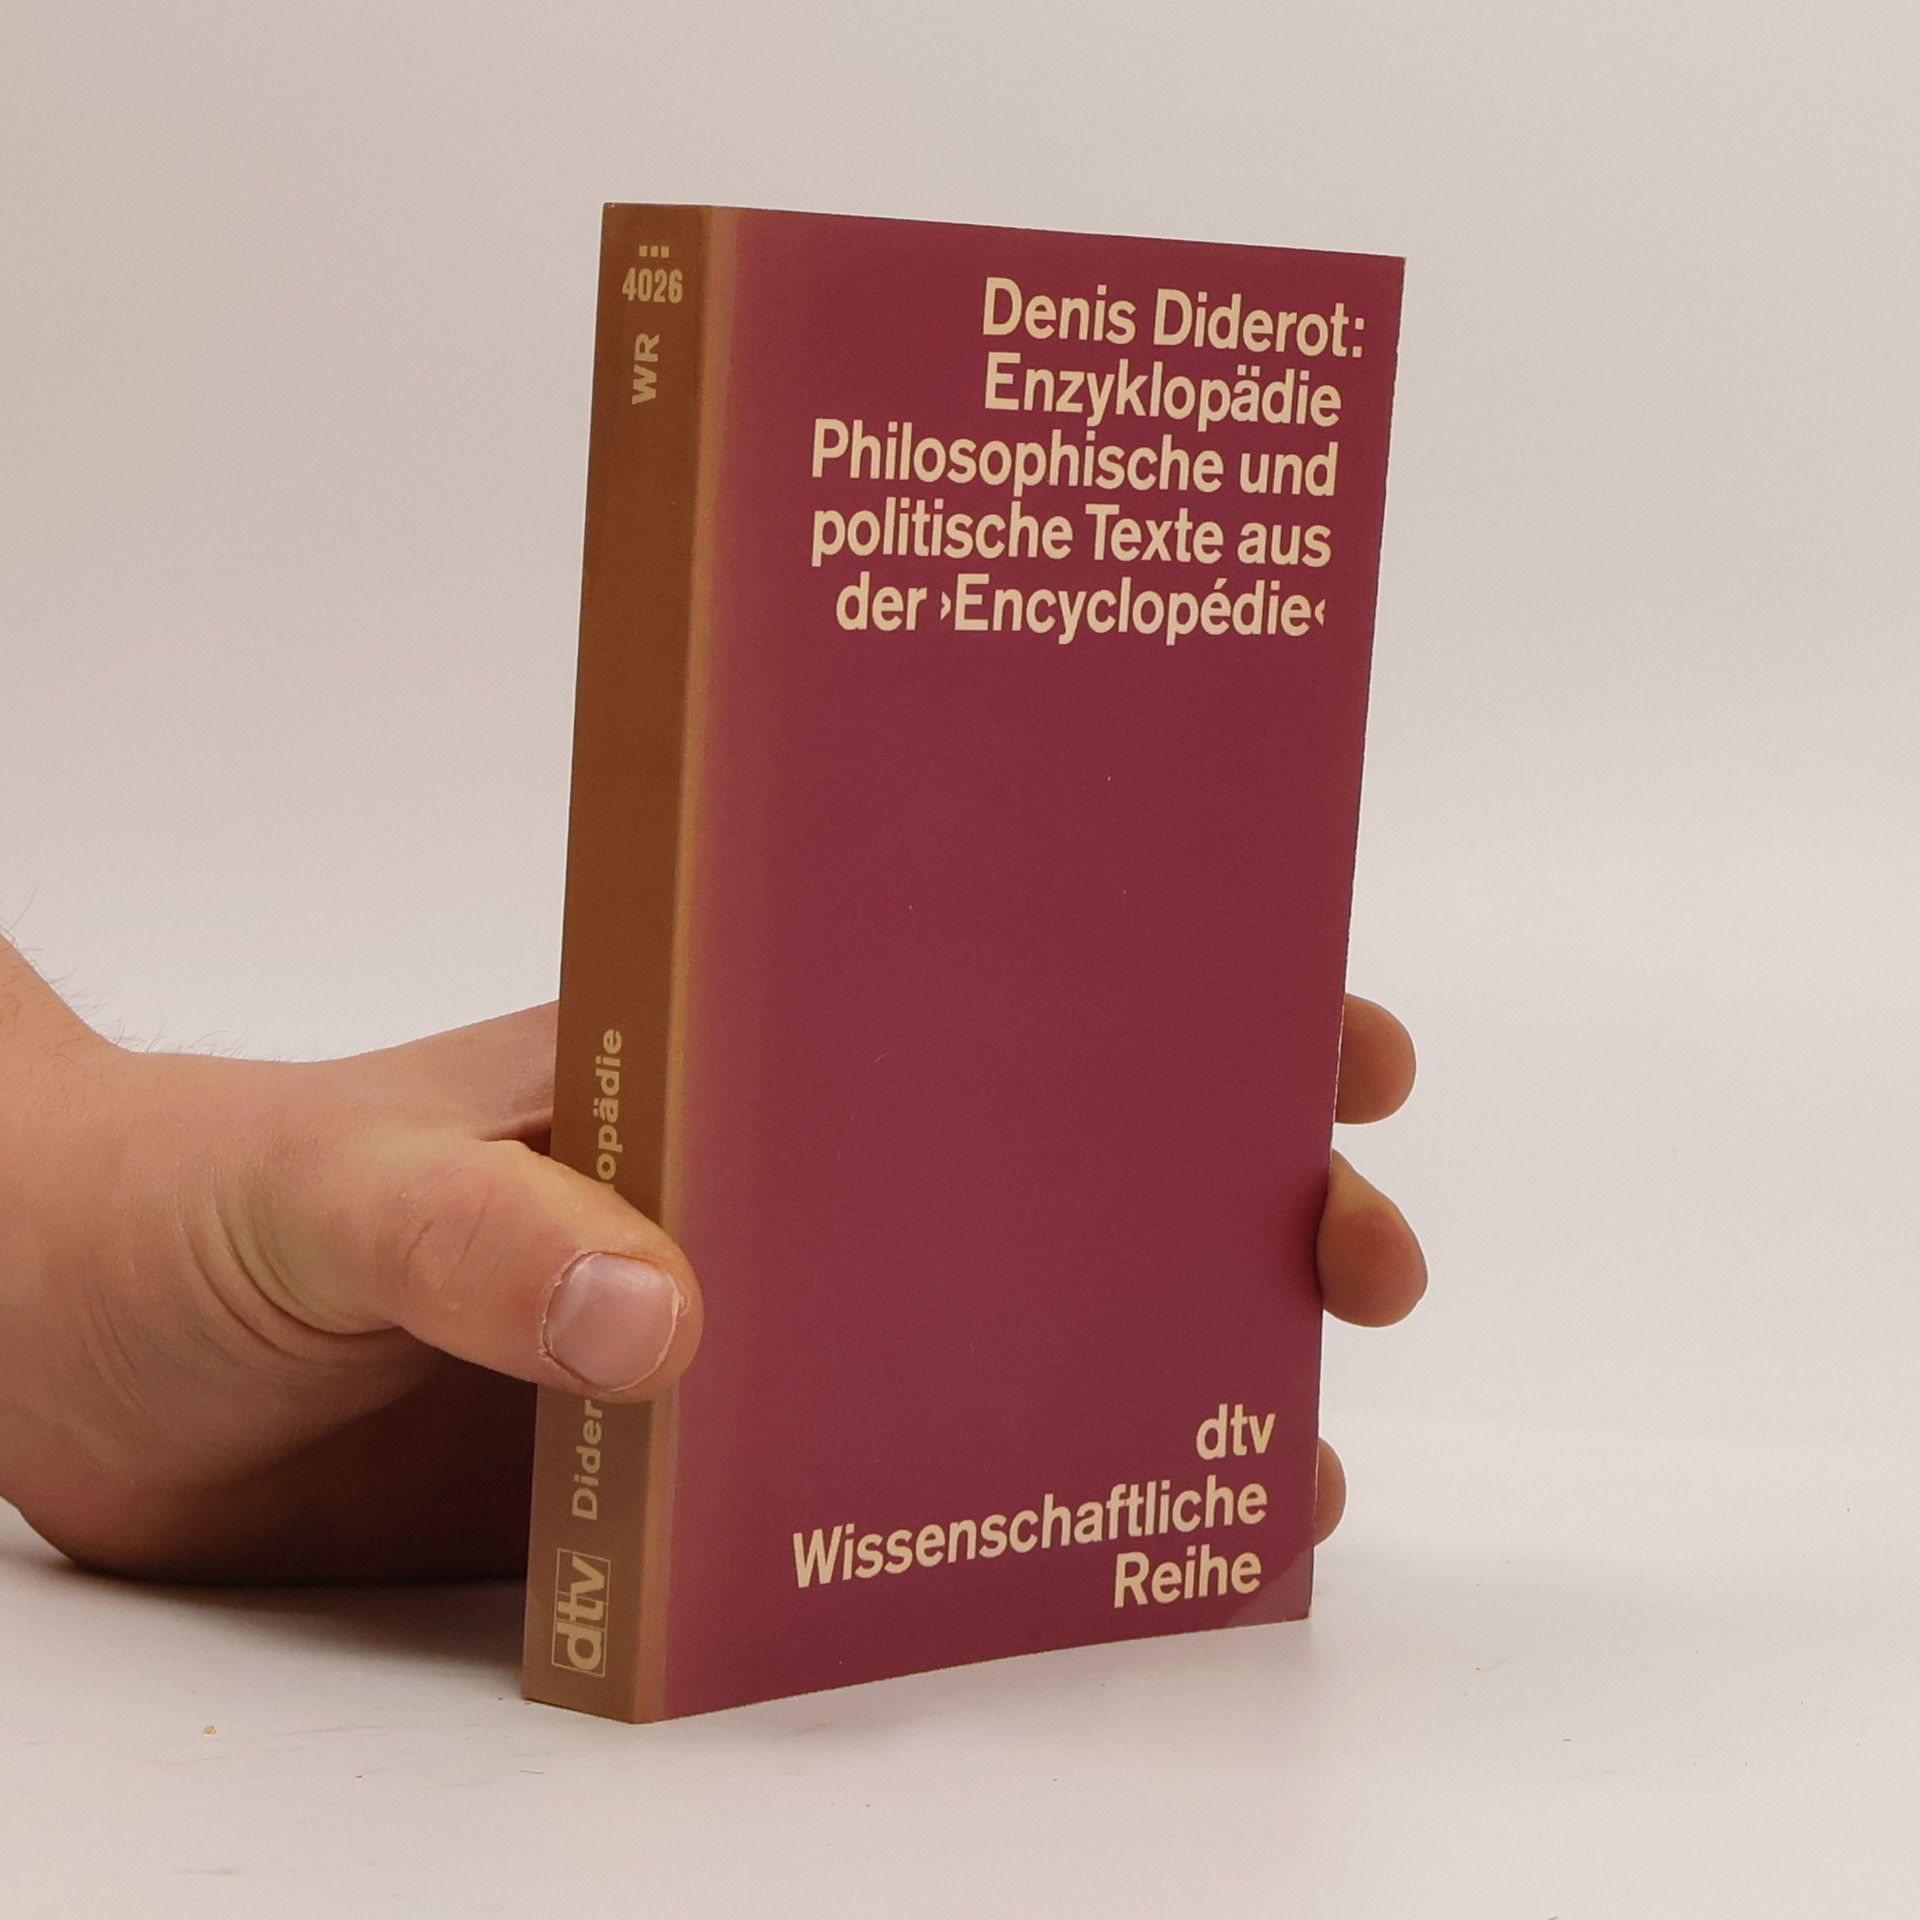 4026
WR
dtv
Denis Diderot:
Enzyklopädie
Philosophische und
politische Texte aus
der ›Encyclopédie‹
dtv
Wissenschaftliche
Reihe